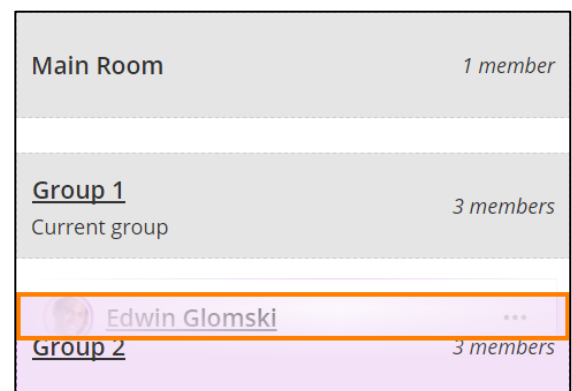 Main Room
1 member
Group 1
Current group
3 members
Edwin Glomski
...
Group 2
3 members